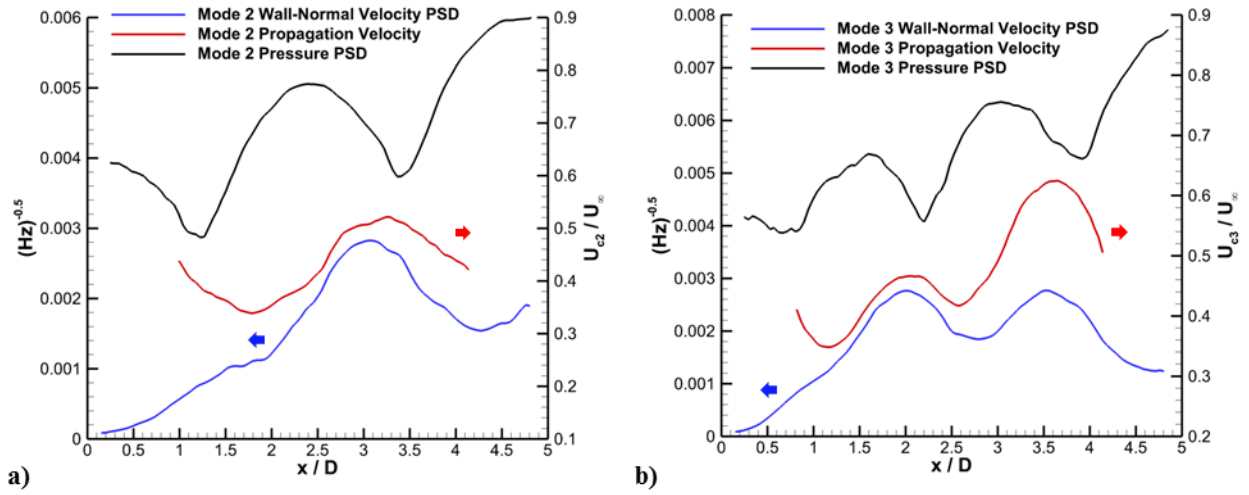 Mode 2 Wall-Normal Velocity PSD
Mode 2 Propagation Velocity
Mode 2 Pressure PSD
0.006
0.005
0.004
0.003
0.002
0.001
0
(Hz)-0.5
0.9
0.8
0.7
0.6
0.5
0.4
0.3
0.2
0.1
Uc2 / U∞
0 0.5 1 1.5 2 2.5 3 3.5 4 4.5 5
x / D
a)
Mode 3 Wall-Normal Velocity PSD
Mode 3 Propagation Velocity
Mode 3 Pressure PSD
0.008
0.007
0.006
0.005
0.004
0.003
0.002
0.001
0
(Hz)-0.5
0.9
0.8
0.7
0.6
0.5
0.4
0.3
0.2
Uc3 / U∞
0 0.5 1 1.5 2 2.5 3 3.5 4 4.5 5
x / D
b)